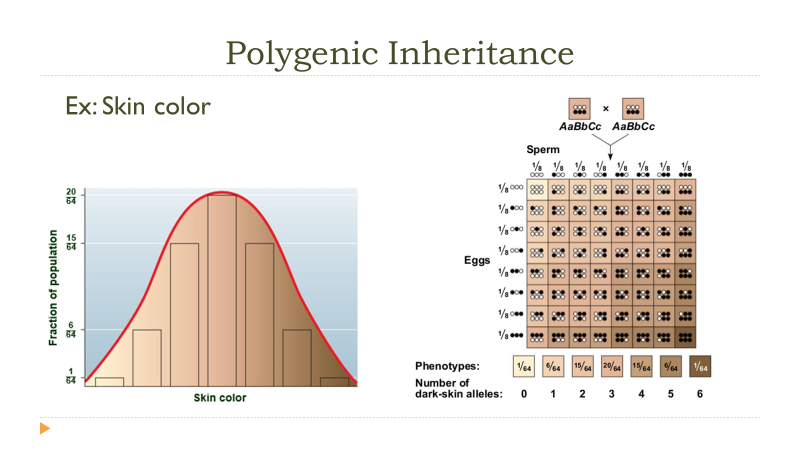 Polygenic Inheritance
Ex: Skin color
20/64
15/64
6/64
1/64
Fraction of population
Skin color
AaBbCc × AaBbCc
Sperm
1/8 1/8 1/8 1/8 1/8 1/8 1/8 1/8
Eggs
1/8
1/8
1/8
1/8
1/8
1/8
1/8
1/8
Phenotypes: 1/64 6/64 15/64 20/64 15/64 6/64 1/64
Number of
dark-skin alleles: 0 1 2 3 4 5 6